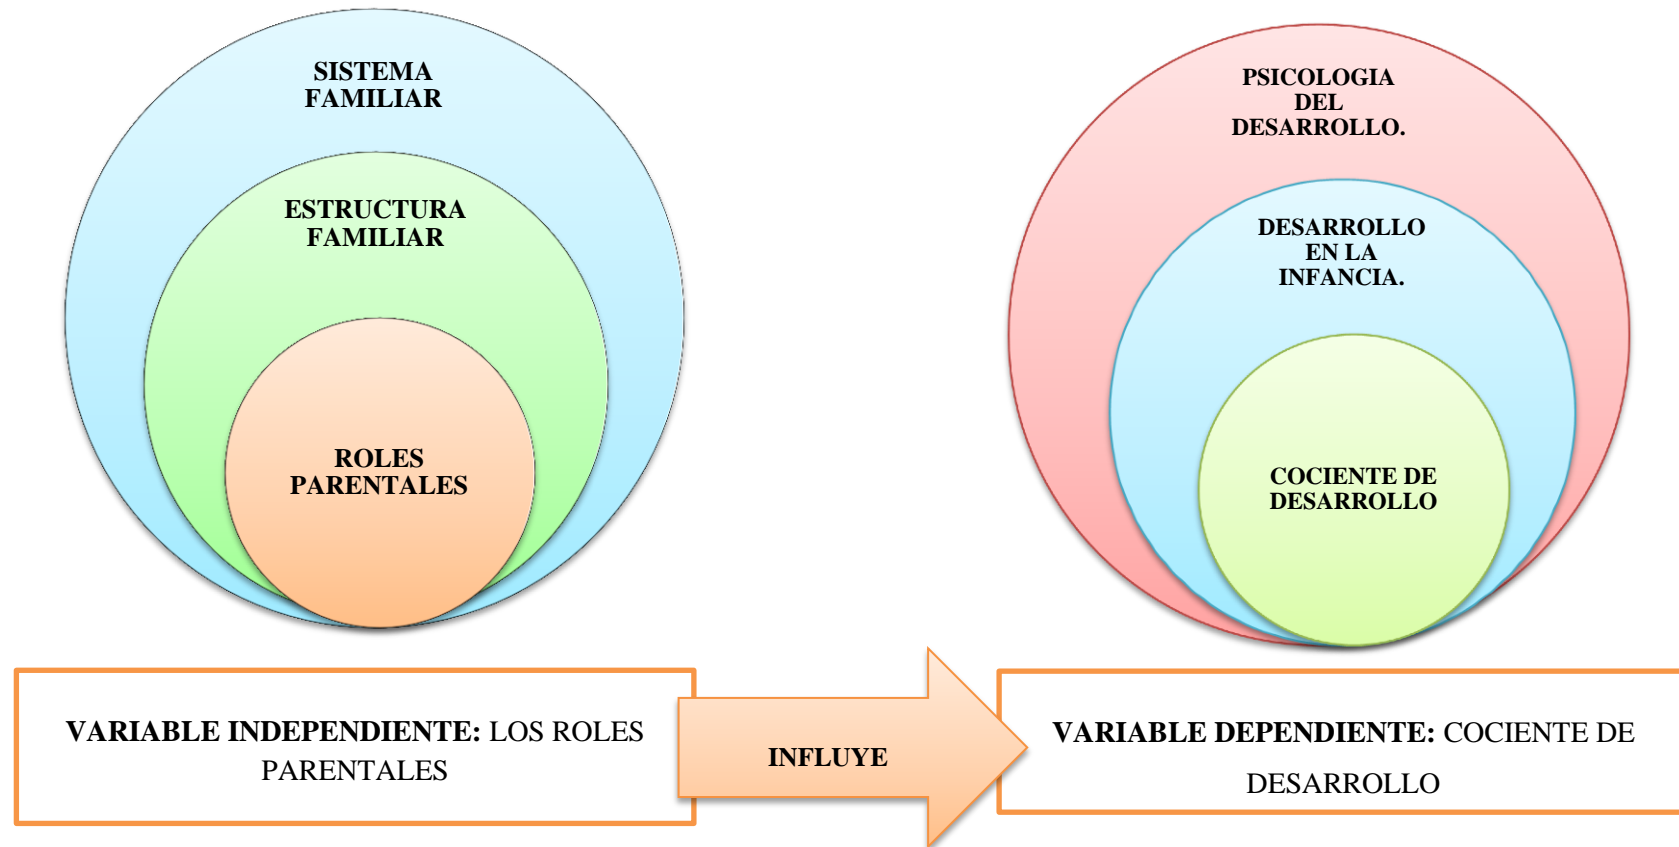 SISTEMA
FAMILIAR
ESTRUCTURA
FAMILIAR
ROLES
PARENTALES
PSICOLOGIA
DEL
DESARROLLO.
DESARROLLO
EN LA
INFANCIA.
COCIENTE DE
DESARROLLO
VARIABLE INDEPENDIENTE: LOS ROLES
PARENTALES
INFLUYE
VARIABLE DEPENDIENTE: COCIENTE DE
DESARROLLO